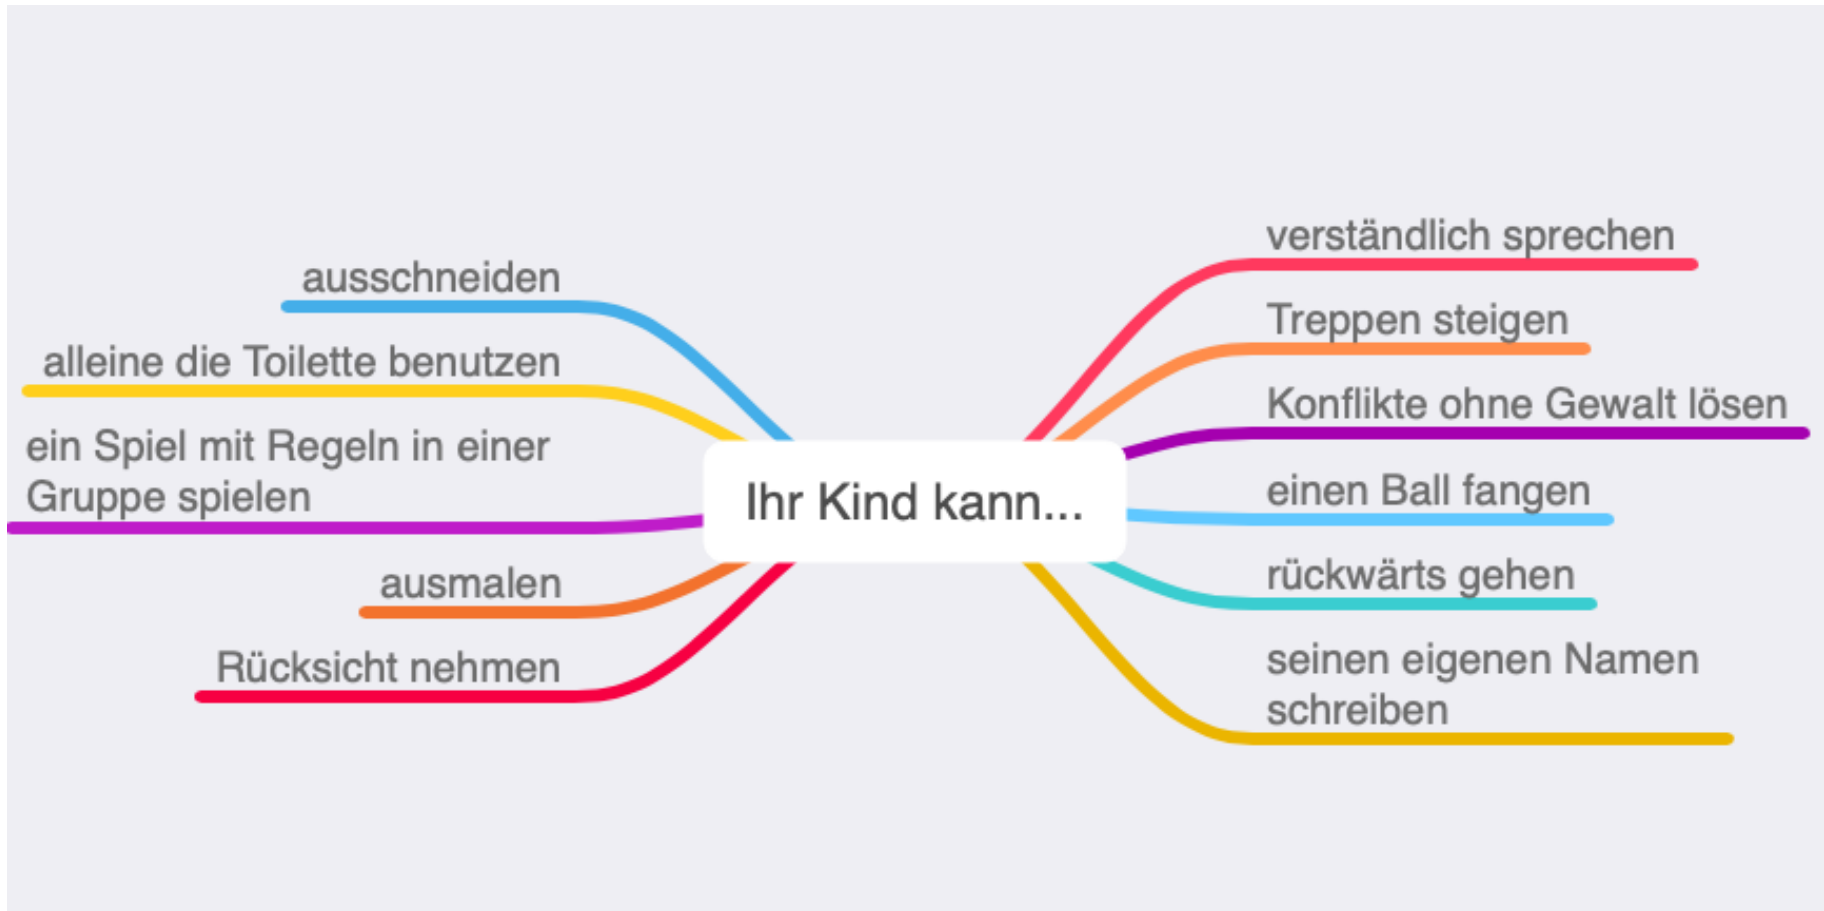 ausschneiden
alleine die Toilette benutzen
ein Spiel mit Regeln in einer
Gruppe spielen
ausmalen
Rücksicht nehmen
Ihr Kind kann...
verständlich sprechen
Treppen steigen
Konflikte ohne Gewalt lösen
einen Ball fangen
rückwärts gehen
seinen eigenen Namen
schreiben